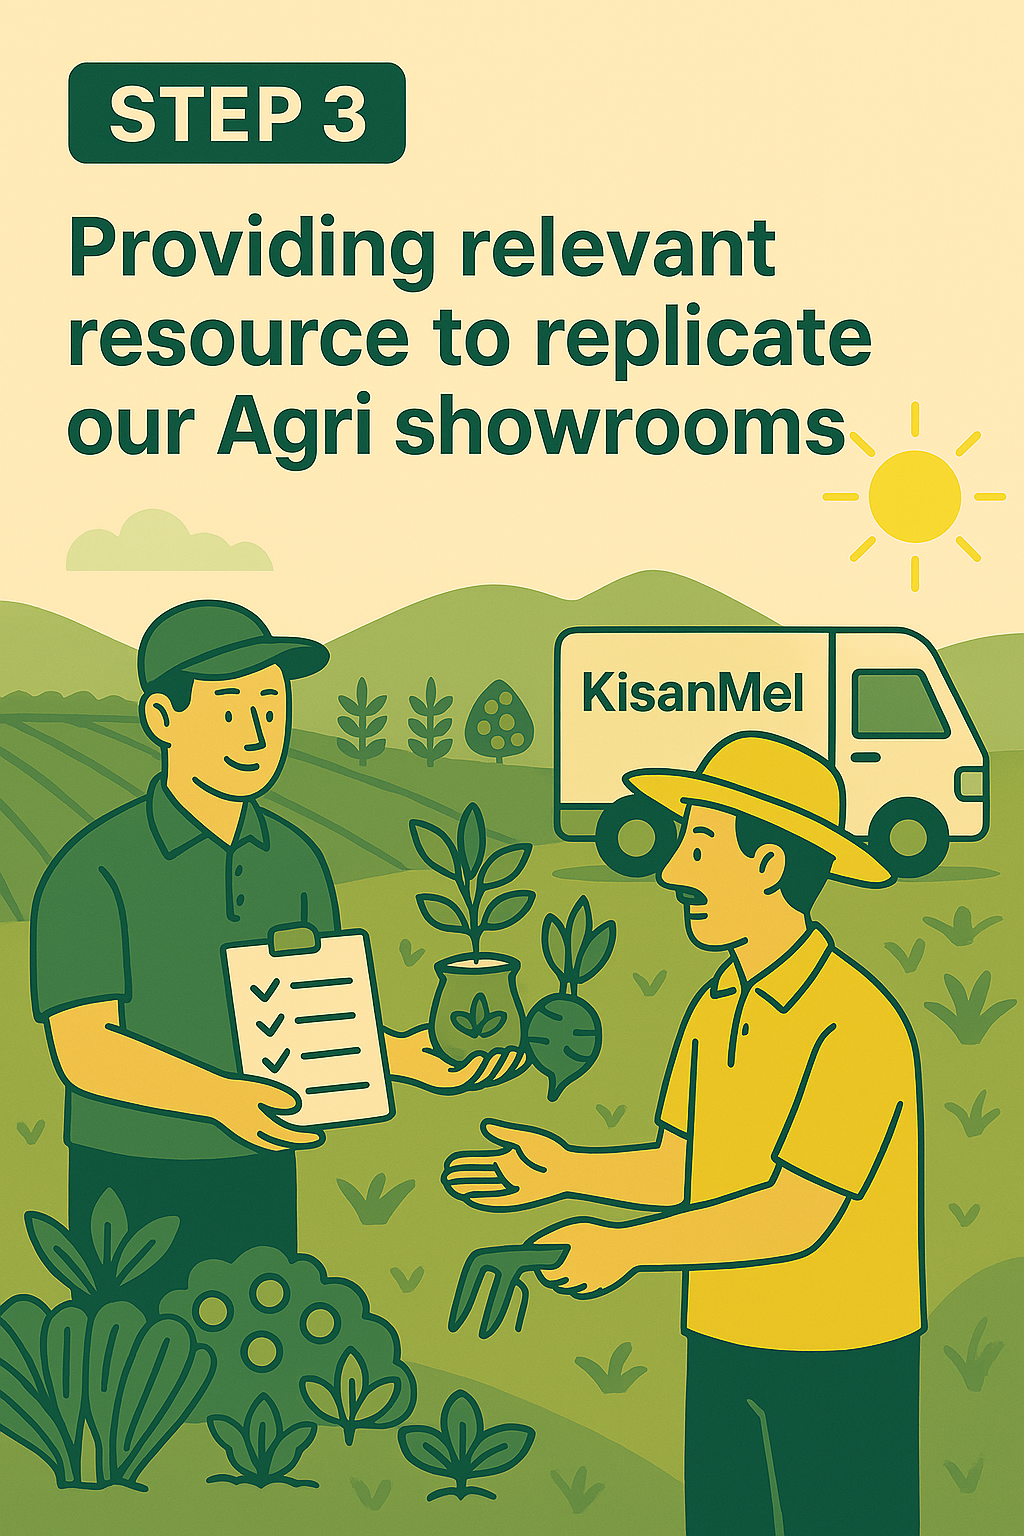 STEP 3
Providing relevant
resource to replicate
our Agri showrooms
KisanMel